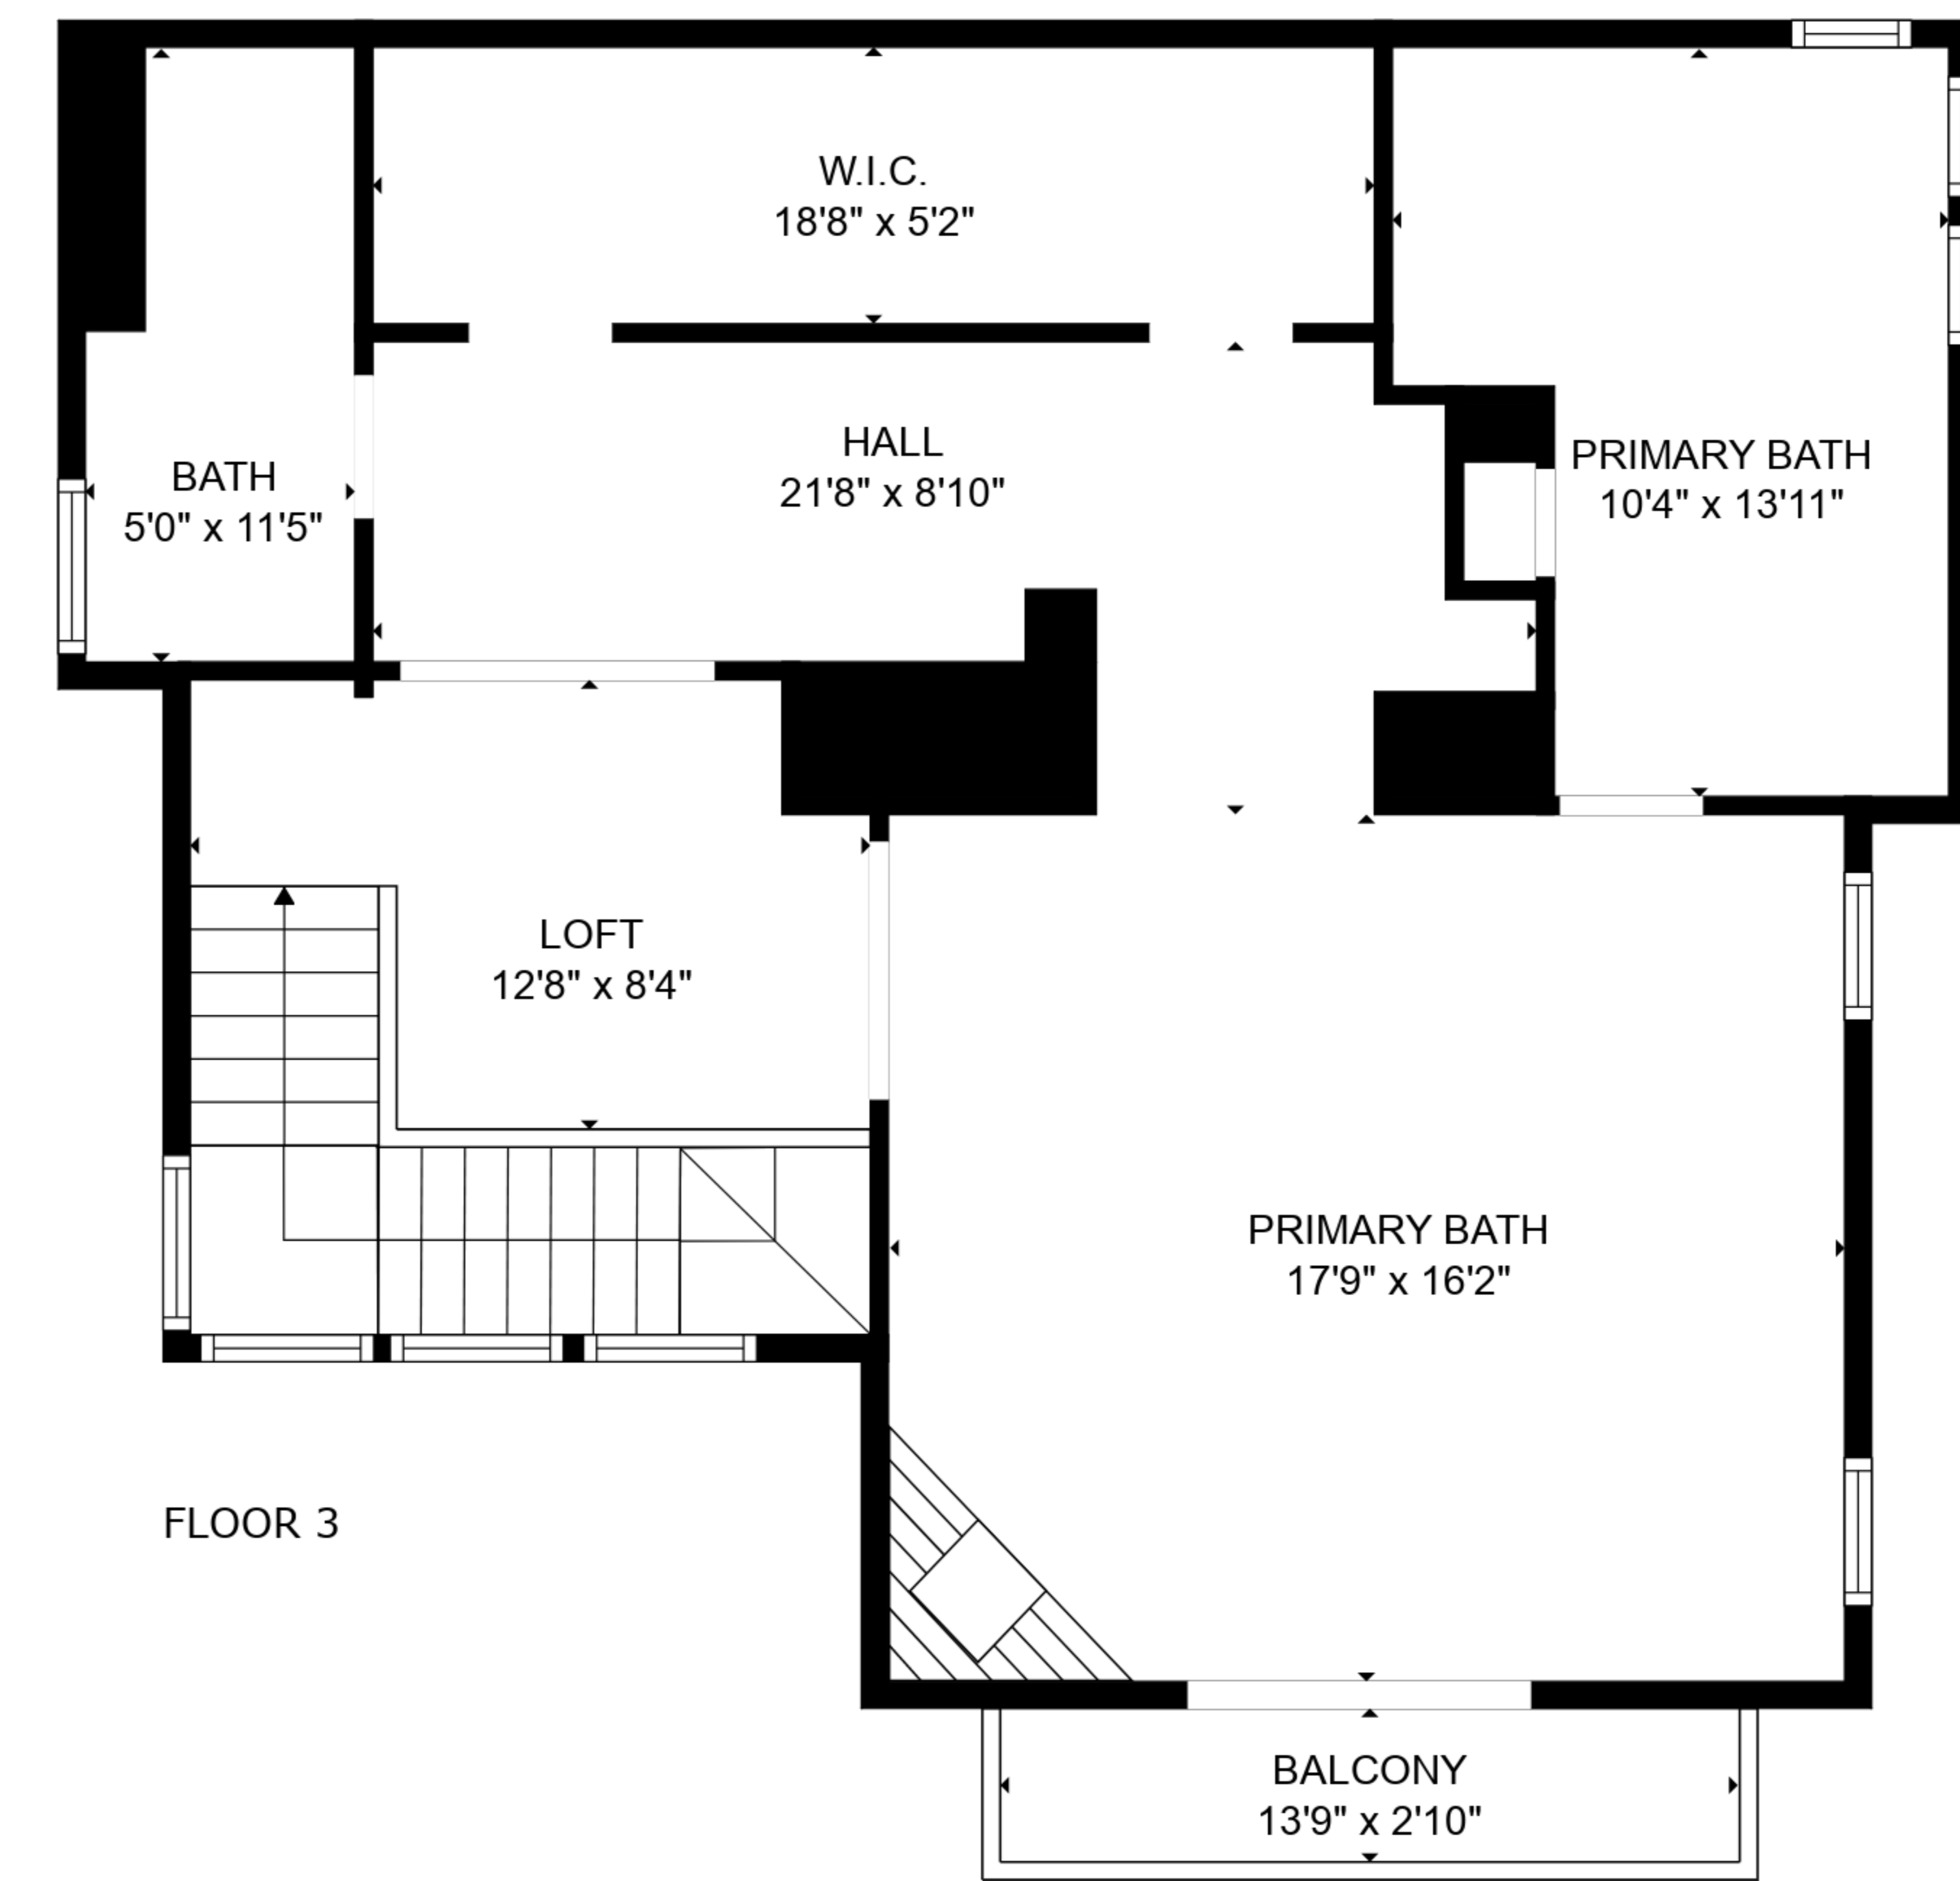 W.I.C.
18'8" x 5'2"
HALL
21'8" x 8'10"
PRIMARY BATH
10'4" x 13'11"
BATH
5'0" x 11'5"
LOFT
12'8" x 8'4"
PRIMARY BATH
17'9" x 16'2"
FLOOR 3
BALCONY
13'9" x 2'10"